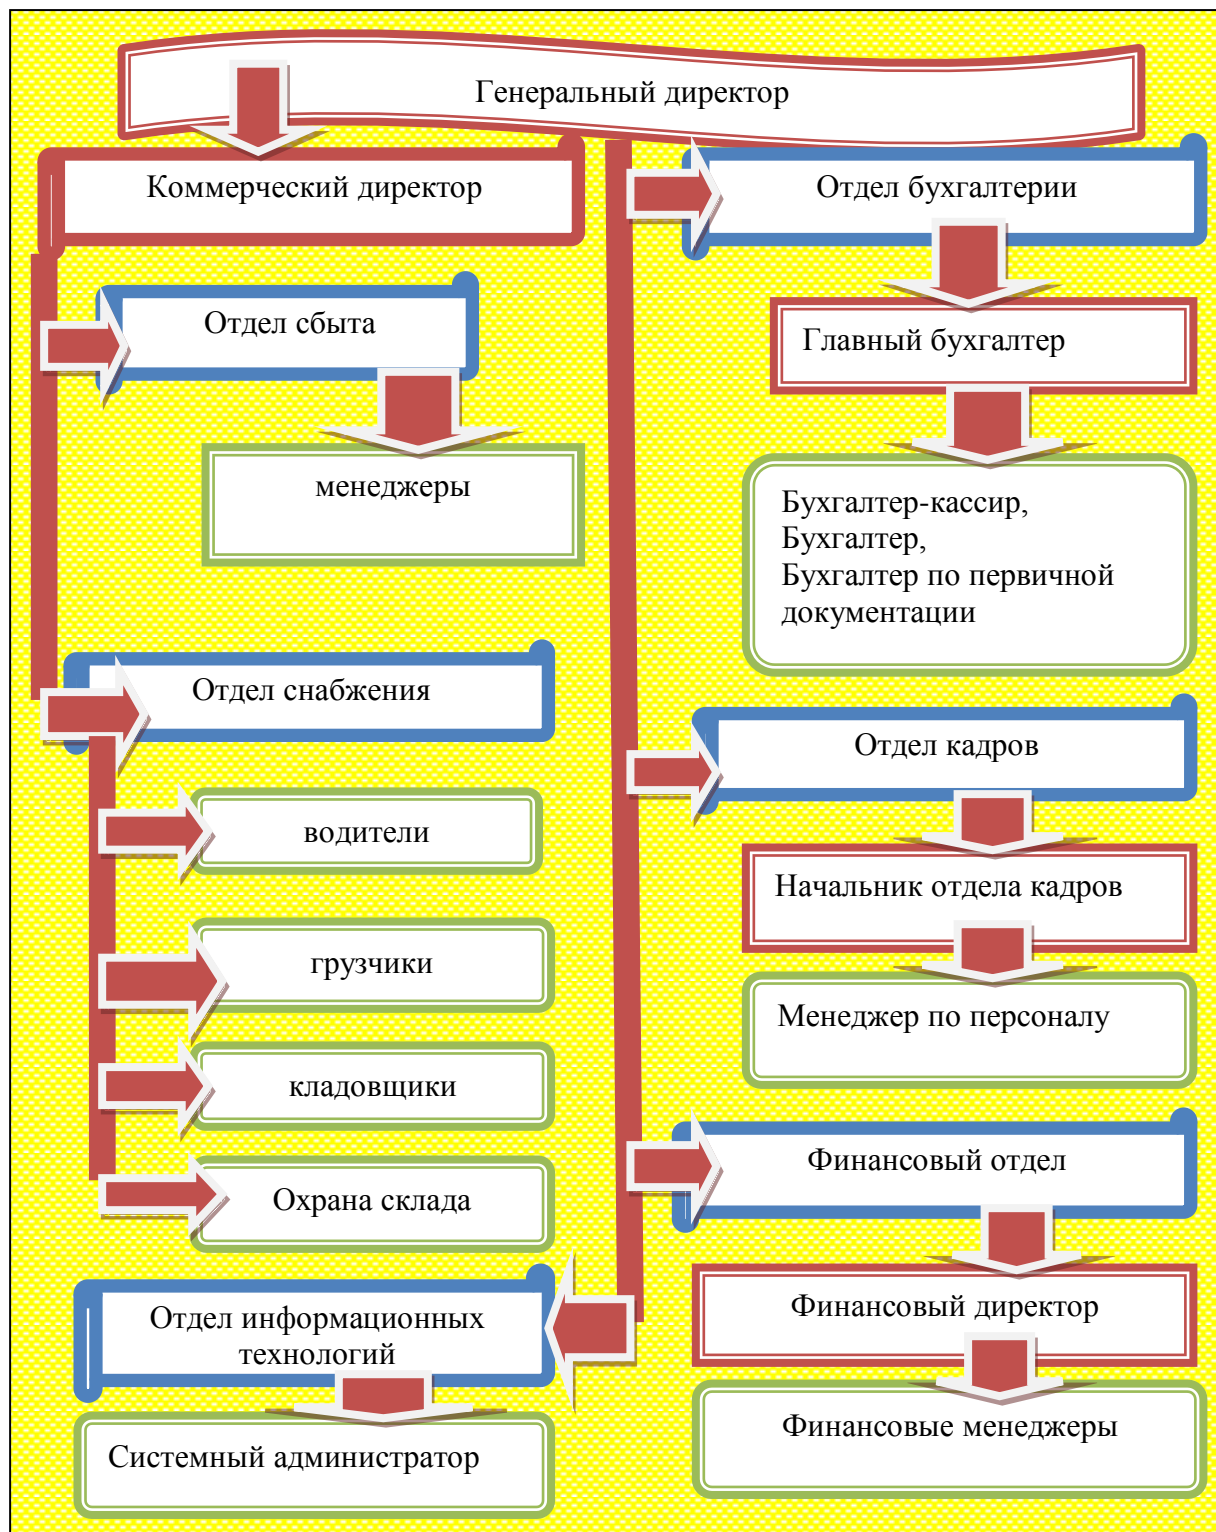 Генеральный директор
Коммерческий директор
Отдел сбыта
менеджеры
Отдел снабжения
водители
грузчики
кладовщики
Охрана склада
Отдел информационных
технологий
Системный администратор
Отдел бухгалтерии
Главный бухгалтер
Бухгалтер-кассир,
Бухгалтер,
Бухгалтер по первичной
документации
Отдел кадров
Начальник отдела кадров
Менеджер по персоналу
Финансовый отдел
Финансовый директор
Финансовые менеджеры